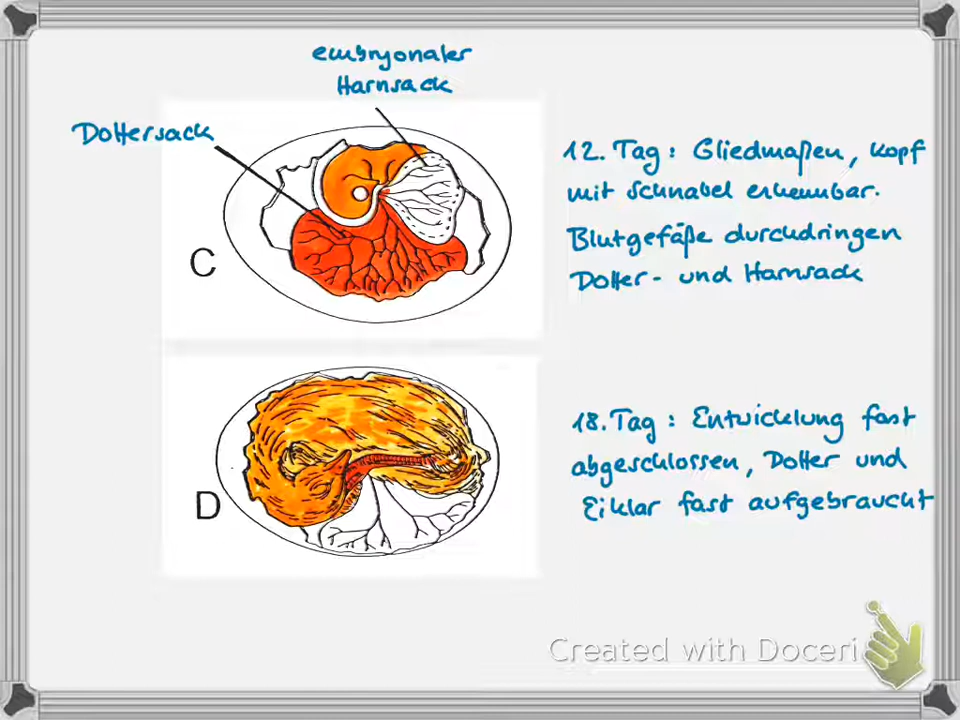 embryonaler
Harnsack
Dottersack
C
12. Tag: Gliedmaßen, Kopf
mit Schnabel erkennbar.
Blutgefäße durchdringen
Dotter- und Harnsack
D
18. Tag: Entwicklung fast
abgeschlossen, Dotter und
Eiklar fast aufgebraucht
Created with Doceri